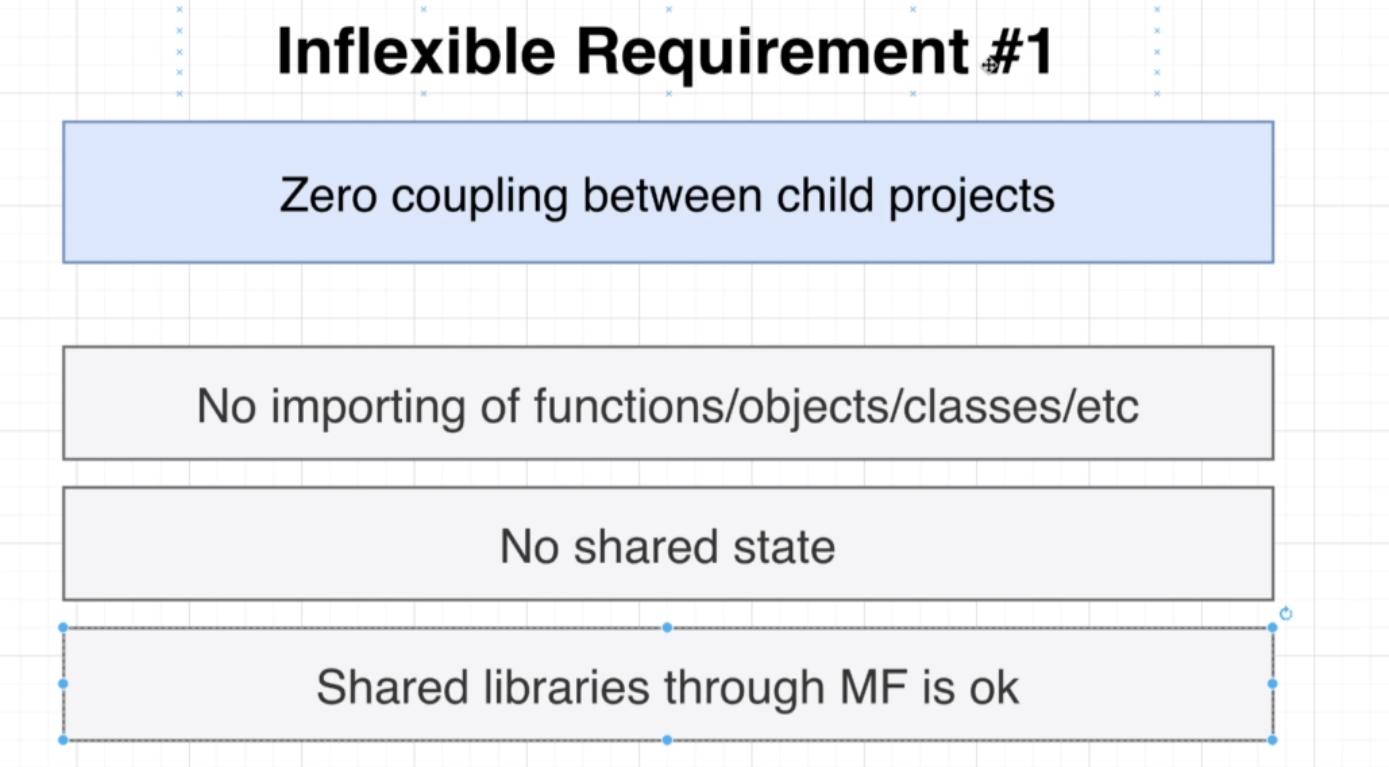 Inflexible Requirement #1
Zero coupling between child projects
No importing of functions/objects/classes/etc
No shared state
Shared libraries through MF is ok